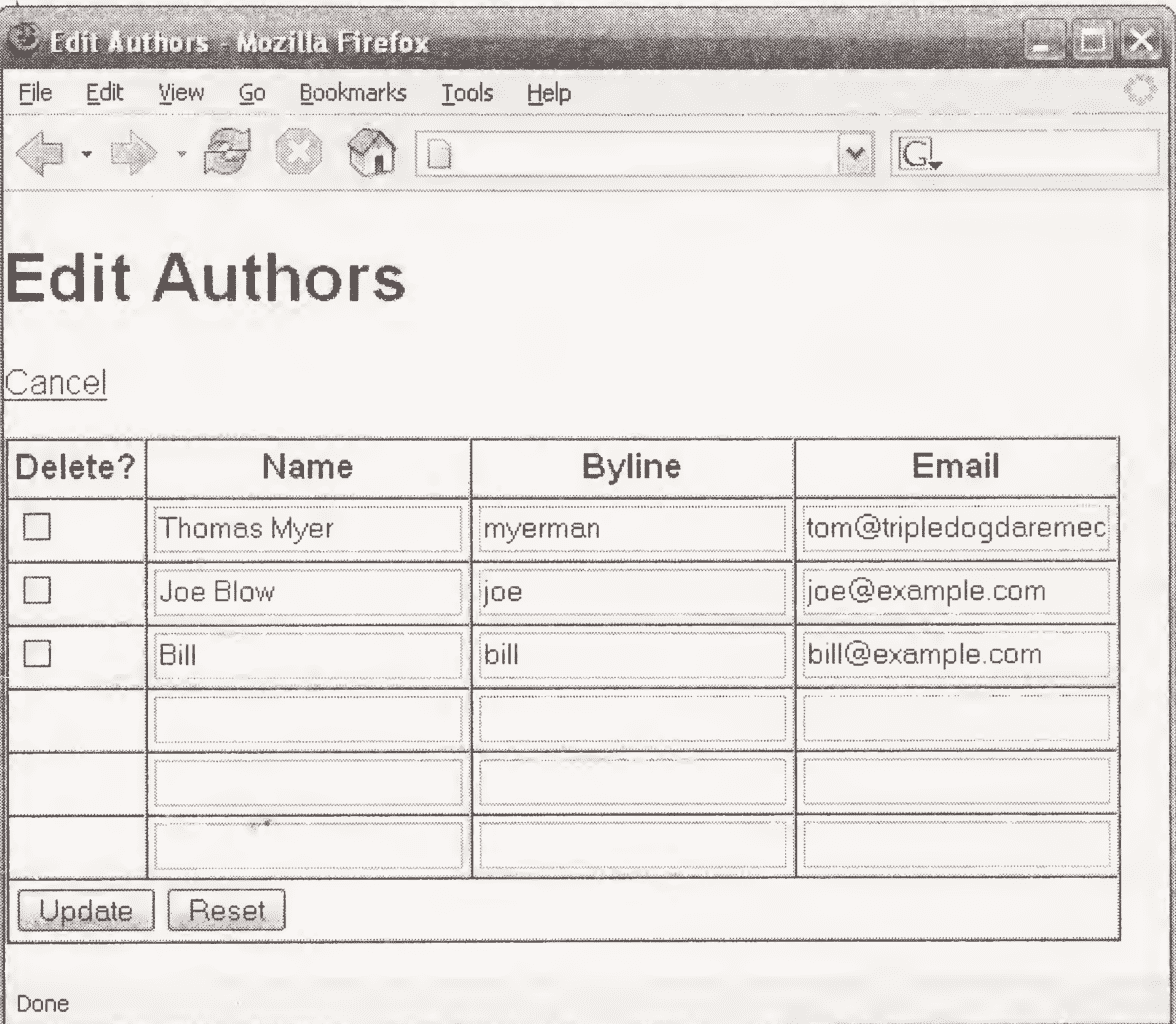 Edit Authors - Mozilla Firefox
File Edit View Go Bookmarks Tools Help
G
Edit Authors
Cancel
Delete? Name Byline Email
Thomas Myer myerman tom@tripledogdaremec
Joe Blow joe joe@example.com
Bill bill bill@example.com
Update Reset
Done